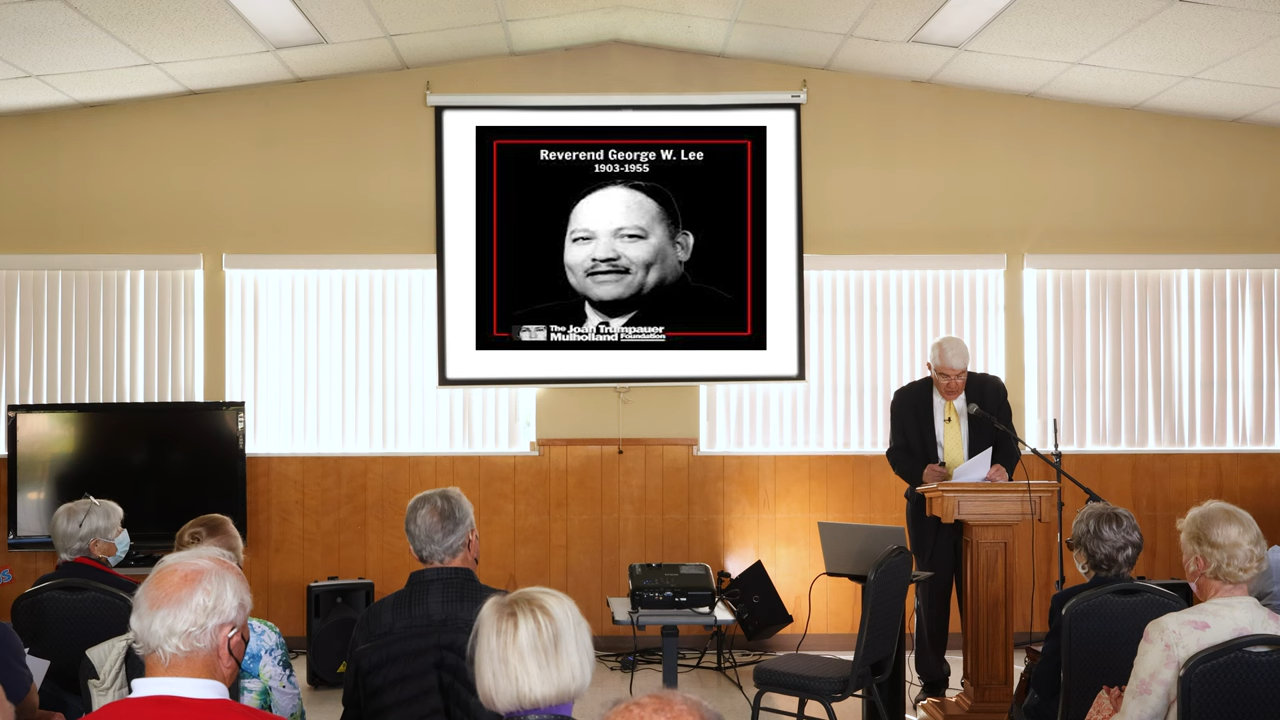 Reverend George W. Lee
1903-1955
The Joan Trumpauer
Mulholland Foundation